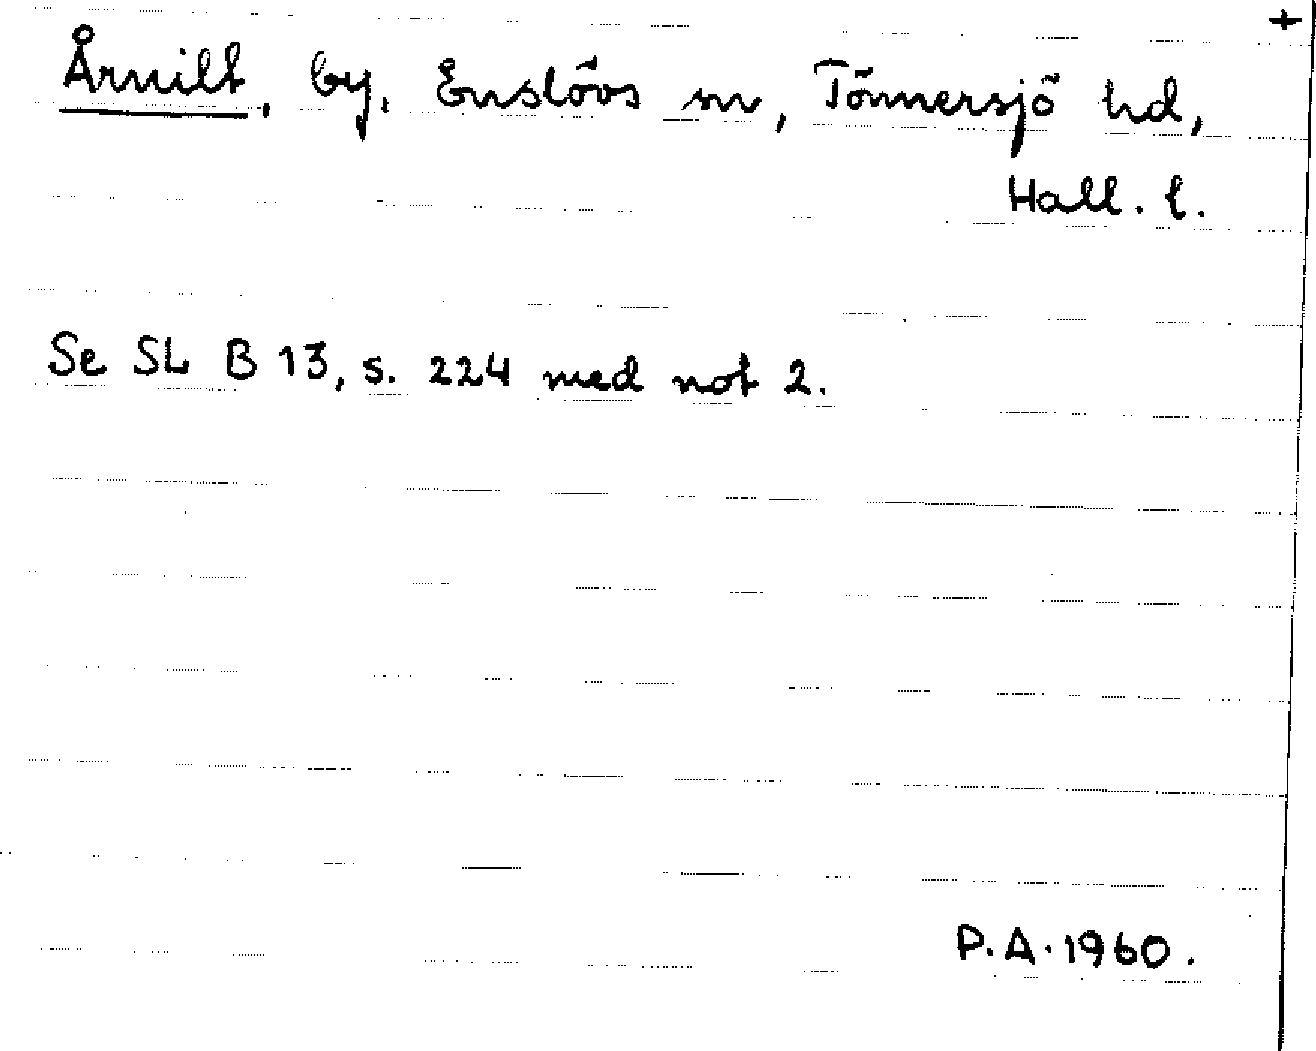 +
Årnilt, by, Enslövs sn, Tönnersjö hd,
Hall. l.
Se SL B 13, s. 224 med not 2.
P.A. 1960.